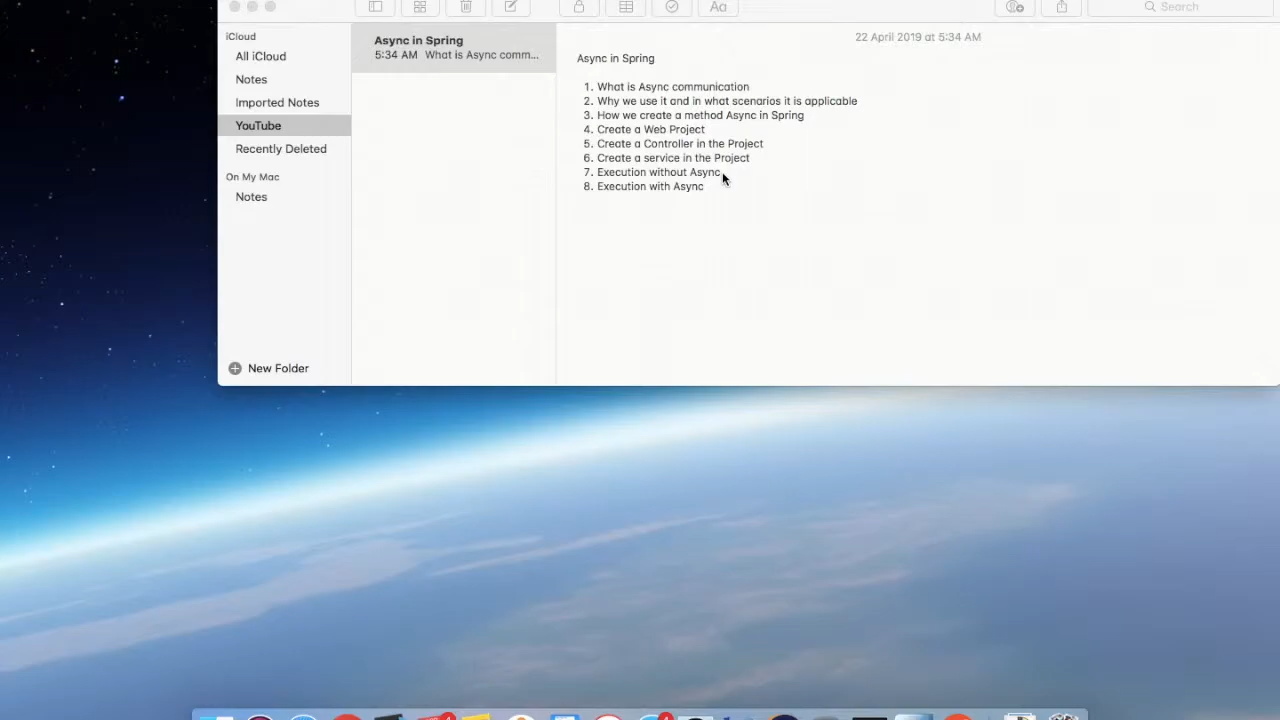 Aa
Search
iCloud
All iCloud
Notes
Imported Notes
YouTube
Recently Deleted
On My Mac
Notes
New Folder
Async in Spring
5:34 AM What is Async comm...
22 April 2019 at 5:34 AM
Async in Spring
1. What is Async communication
2. Why we use it and in what scenarios it is applicable
3. How we create a method Async in Spring
4. Create a Web Project
5. Create a Controller in the Project
6. Create a service in the Project
7. Execution without Async
8. Execution with Async